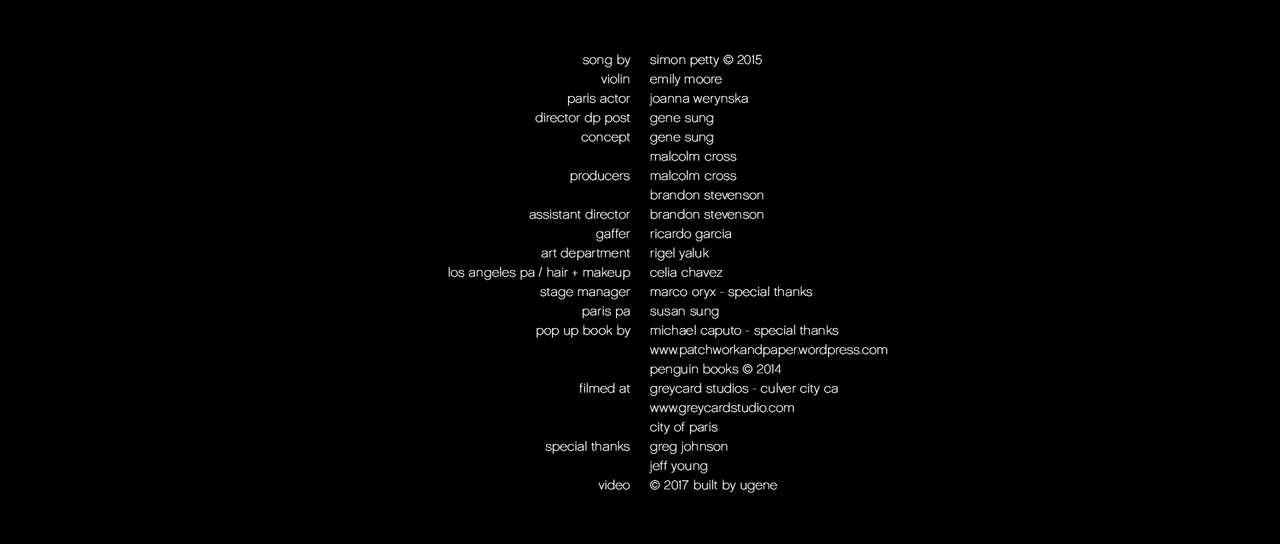 song by simon petty © 2015
violin emily moore
paris actor joanna werynska
director dp post gene sung
concept gene sung
malcolm cross
producers malcolm cross
brandon stevenson
assistant director brandon stevenson
gaffer ricardo garcia
art department rigel yaluk
los angeles pa / hair + makeup celia chavez
stage manager marco oryx - special thanks
paris pa susan sung
pop up book by michael caputo - special thanks
www.patchworkandpaper.wordpress.com
penguin books © 2014
filmed at greycard studios - culver city ca
www.greycardstudio.com
city of paris
special thanks greg johnson
jeff young
video © 2017 built by ugene